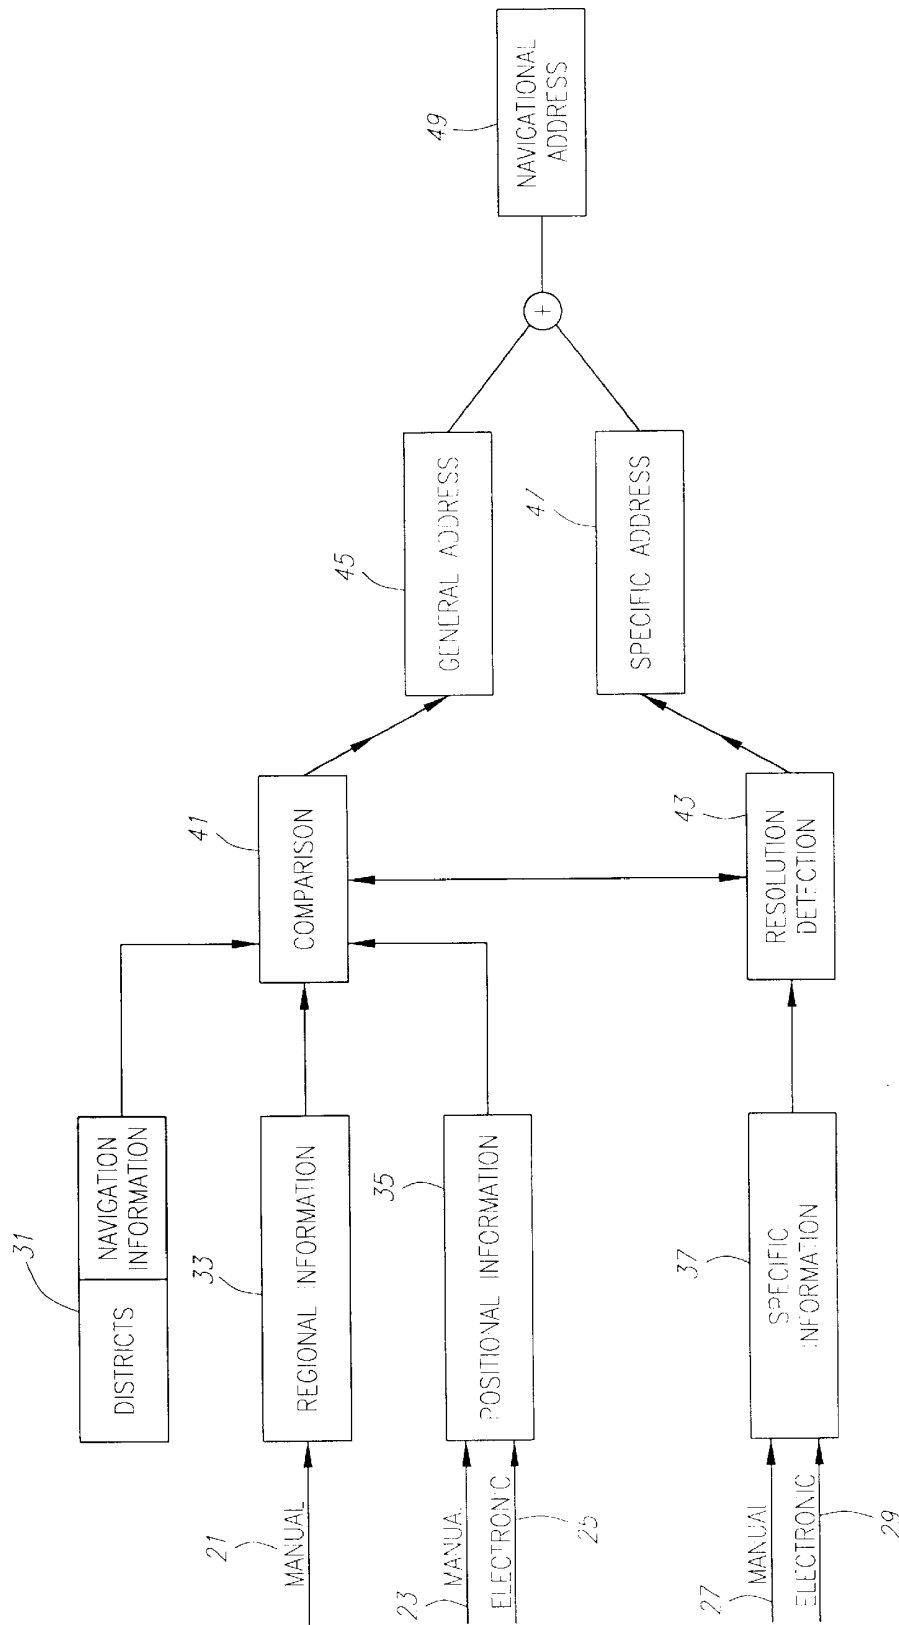 31
DISTRICTS
NAVIGATION
INFORMATION
21
MANUAL
33
REGIONAL INFORMATION
23
MANUAL
ELECTRONIC
25
35
POSITIONAL INFORMATION
27
MANUAL
ELECTRONIC
29
37
SPECIFIC
INFORMATION
41
COMPARISON
43
RESOLUTION
DETECTION
45
GENERAL ADDRESS
47
SPECIFIC ADDRESS
+
49
NAVIGATIONAL
ADDRESS